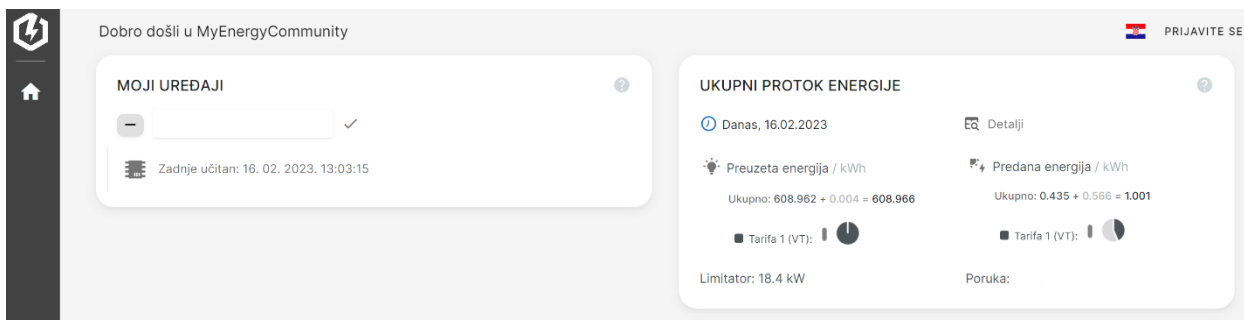 Dobro došli u MyEnergyCommunity
PRIJAVITE SE
MOJI UREĐAJI
?
Zadnje učitan: 16. 02. 2023. 13:03:15
UKUPNI PROTOK ENERGIJE
?
Danas, 16.02.2023
Detalji
Preuzeta energija / kWh
Ukupno: 608.962 + 0.004 = 608.966
Tarifa 1 (VT):
Predana energija / kWh
Ukupno: 0.435 + 0.566 = 1.001
Tarifa 1 (VT):
Limitator: 18.4 kW
Poruka: